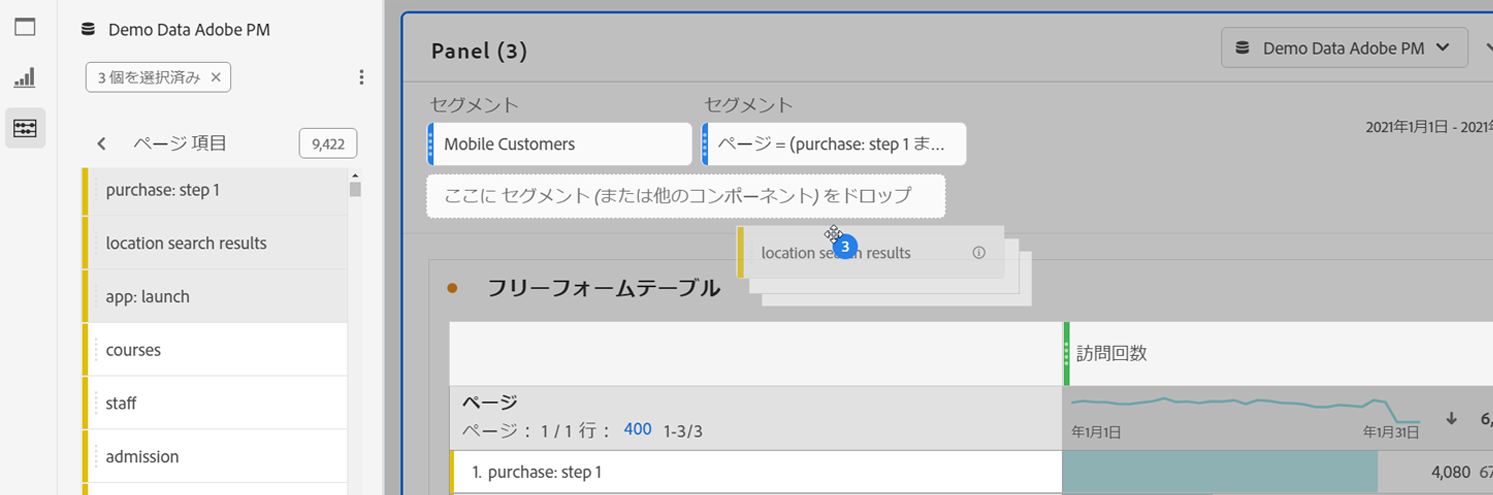 Demo Data Adobe PM
3 個を選択済み ×
ページ 項目
9,422
purchase: step 1
location search results
app: launch
courses
staff
admission
Panel (3)
Demo Data Adobe PM
セグメント
セグメント
Mobile Customers
ページ = (purchase: step 1 ま...
2021年1月1日 - 2021年
ここに セグメント (または他のコンポーネント) をドロップ
3
location search results
フリーフォームテーブル
訪問回数
ページ
ページ： 1 / 1 行： 400 1-3/3
年1月1日
年1月31日
6,
1. purchase: step 1
4,080 67